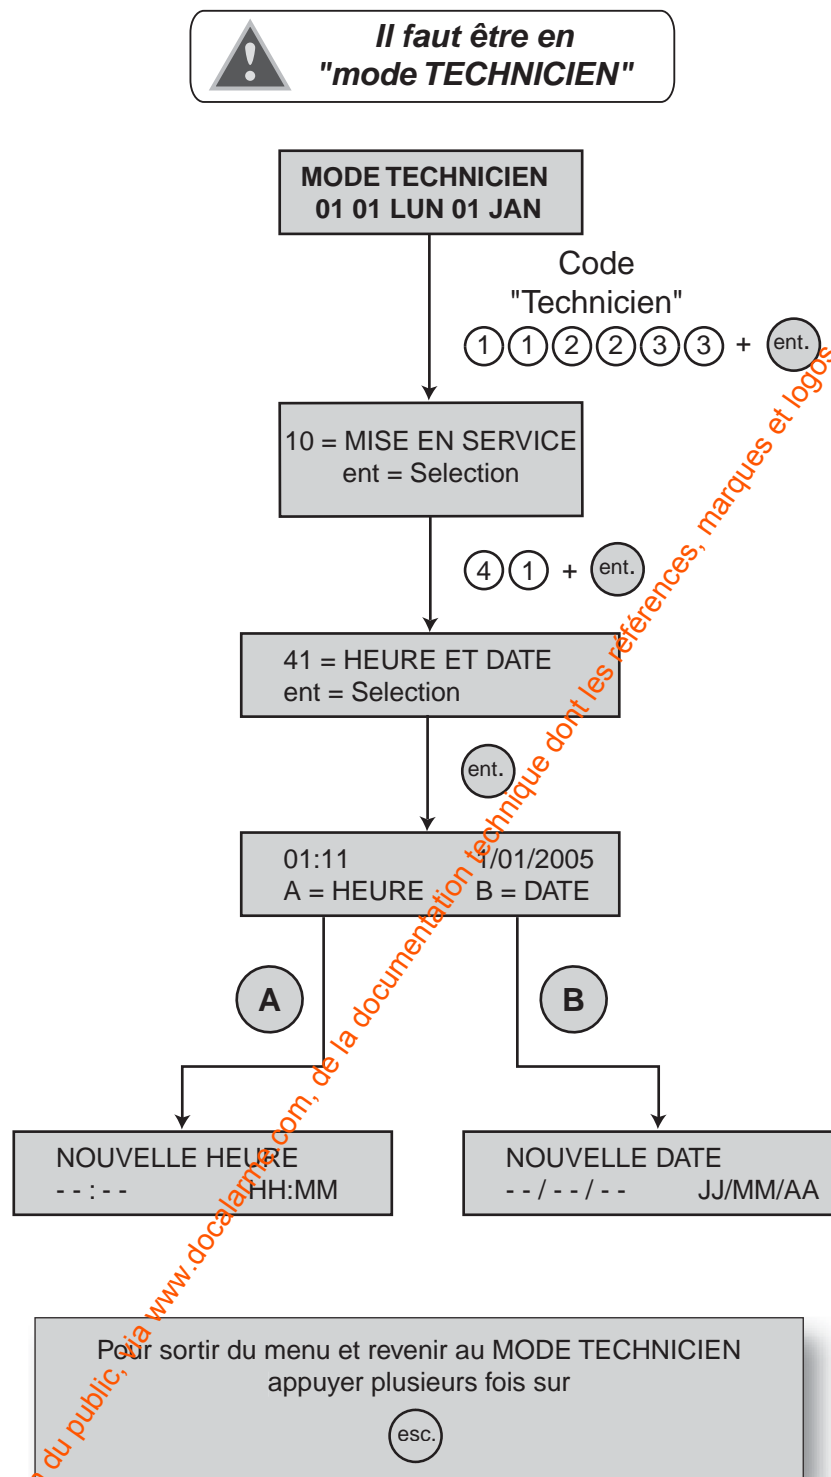 Il faut être en
"mode TECHNICIEN"
MODE TECHNICIEN
01 01 LUN 01 JAN
Code
"Technicien"
1 1 2 2 3 3 + ent.
10 = MISE EN SERVICE
ent = Selection
4 1 + ent.
41 = HEURE ET DATE
ent = Selection
ent.
01:11 1/01/2005
A = HEURE B = DATE
A B
NOUVELLE HEURE
- - : - - HH:MM
NOUVELLE DATE
- - / - - / - - JJ/MM/AA
Pour sortir du menu et revenir au MODE TECHNICIEN
appuyer plusieurs fois sur
esc.
du public, via www.docalarme.com, de la documentation technique dont les références, marques et logos